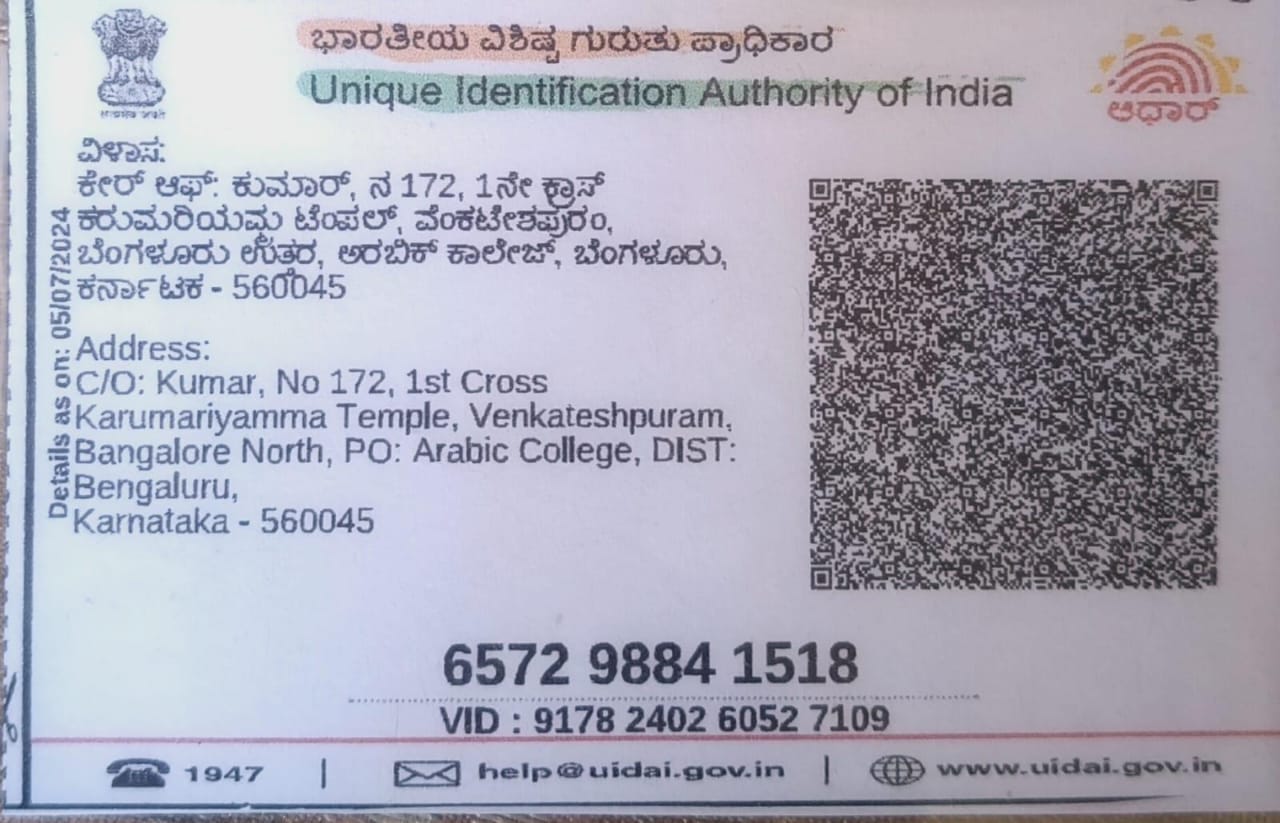 ಭಾರತೀಯ ವಿಶಿಷ್ಟ ಗುರುತು ಪ್ರಾಧಿಕಾರ
Unique Identification Authority of India
ಆಧಾರ್
ವಿಳಾಸ:
ಕೇರ್ ಆಫ್: ಕುಮಾರ್, ನ 172, 1ನೇ ಕ್ರಾಸ್
ಕರುಮರಿಯಮ್ಮ ಟೆಂಪಲ್, ವೆಂಕಟೇಶಪುರಂ,
ಬೆಂಗಳೂರು ಉತ್ತರ, ಅರಬಿಕ್ ಕಾಲೇಜ್, ಬೆಂಗಳೂರು,
ಕರ್ನಾಟಕ - 560045
Details as on: 05/07/2024
Address:
C/O: Kumar, No 172, 1st Cross
Karumariyamma Temple, Venkateshpuram,
Bangalore North, PO: Arabic College, DIST:
Bengaluru,
Karnataka - 560045
6572 9884 1518
VID : 9178 2402 6052 7109
1947 | help@uidai.gov.in | www.uidai.gov.in